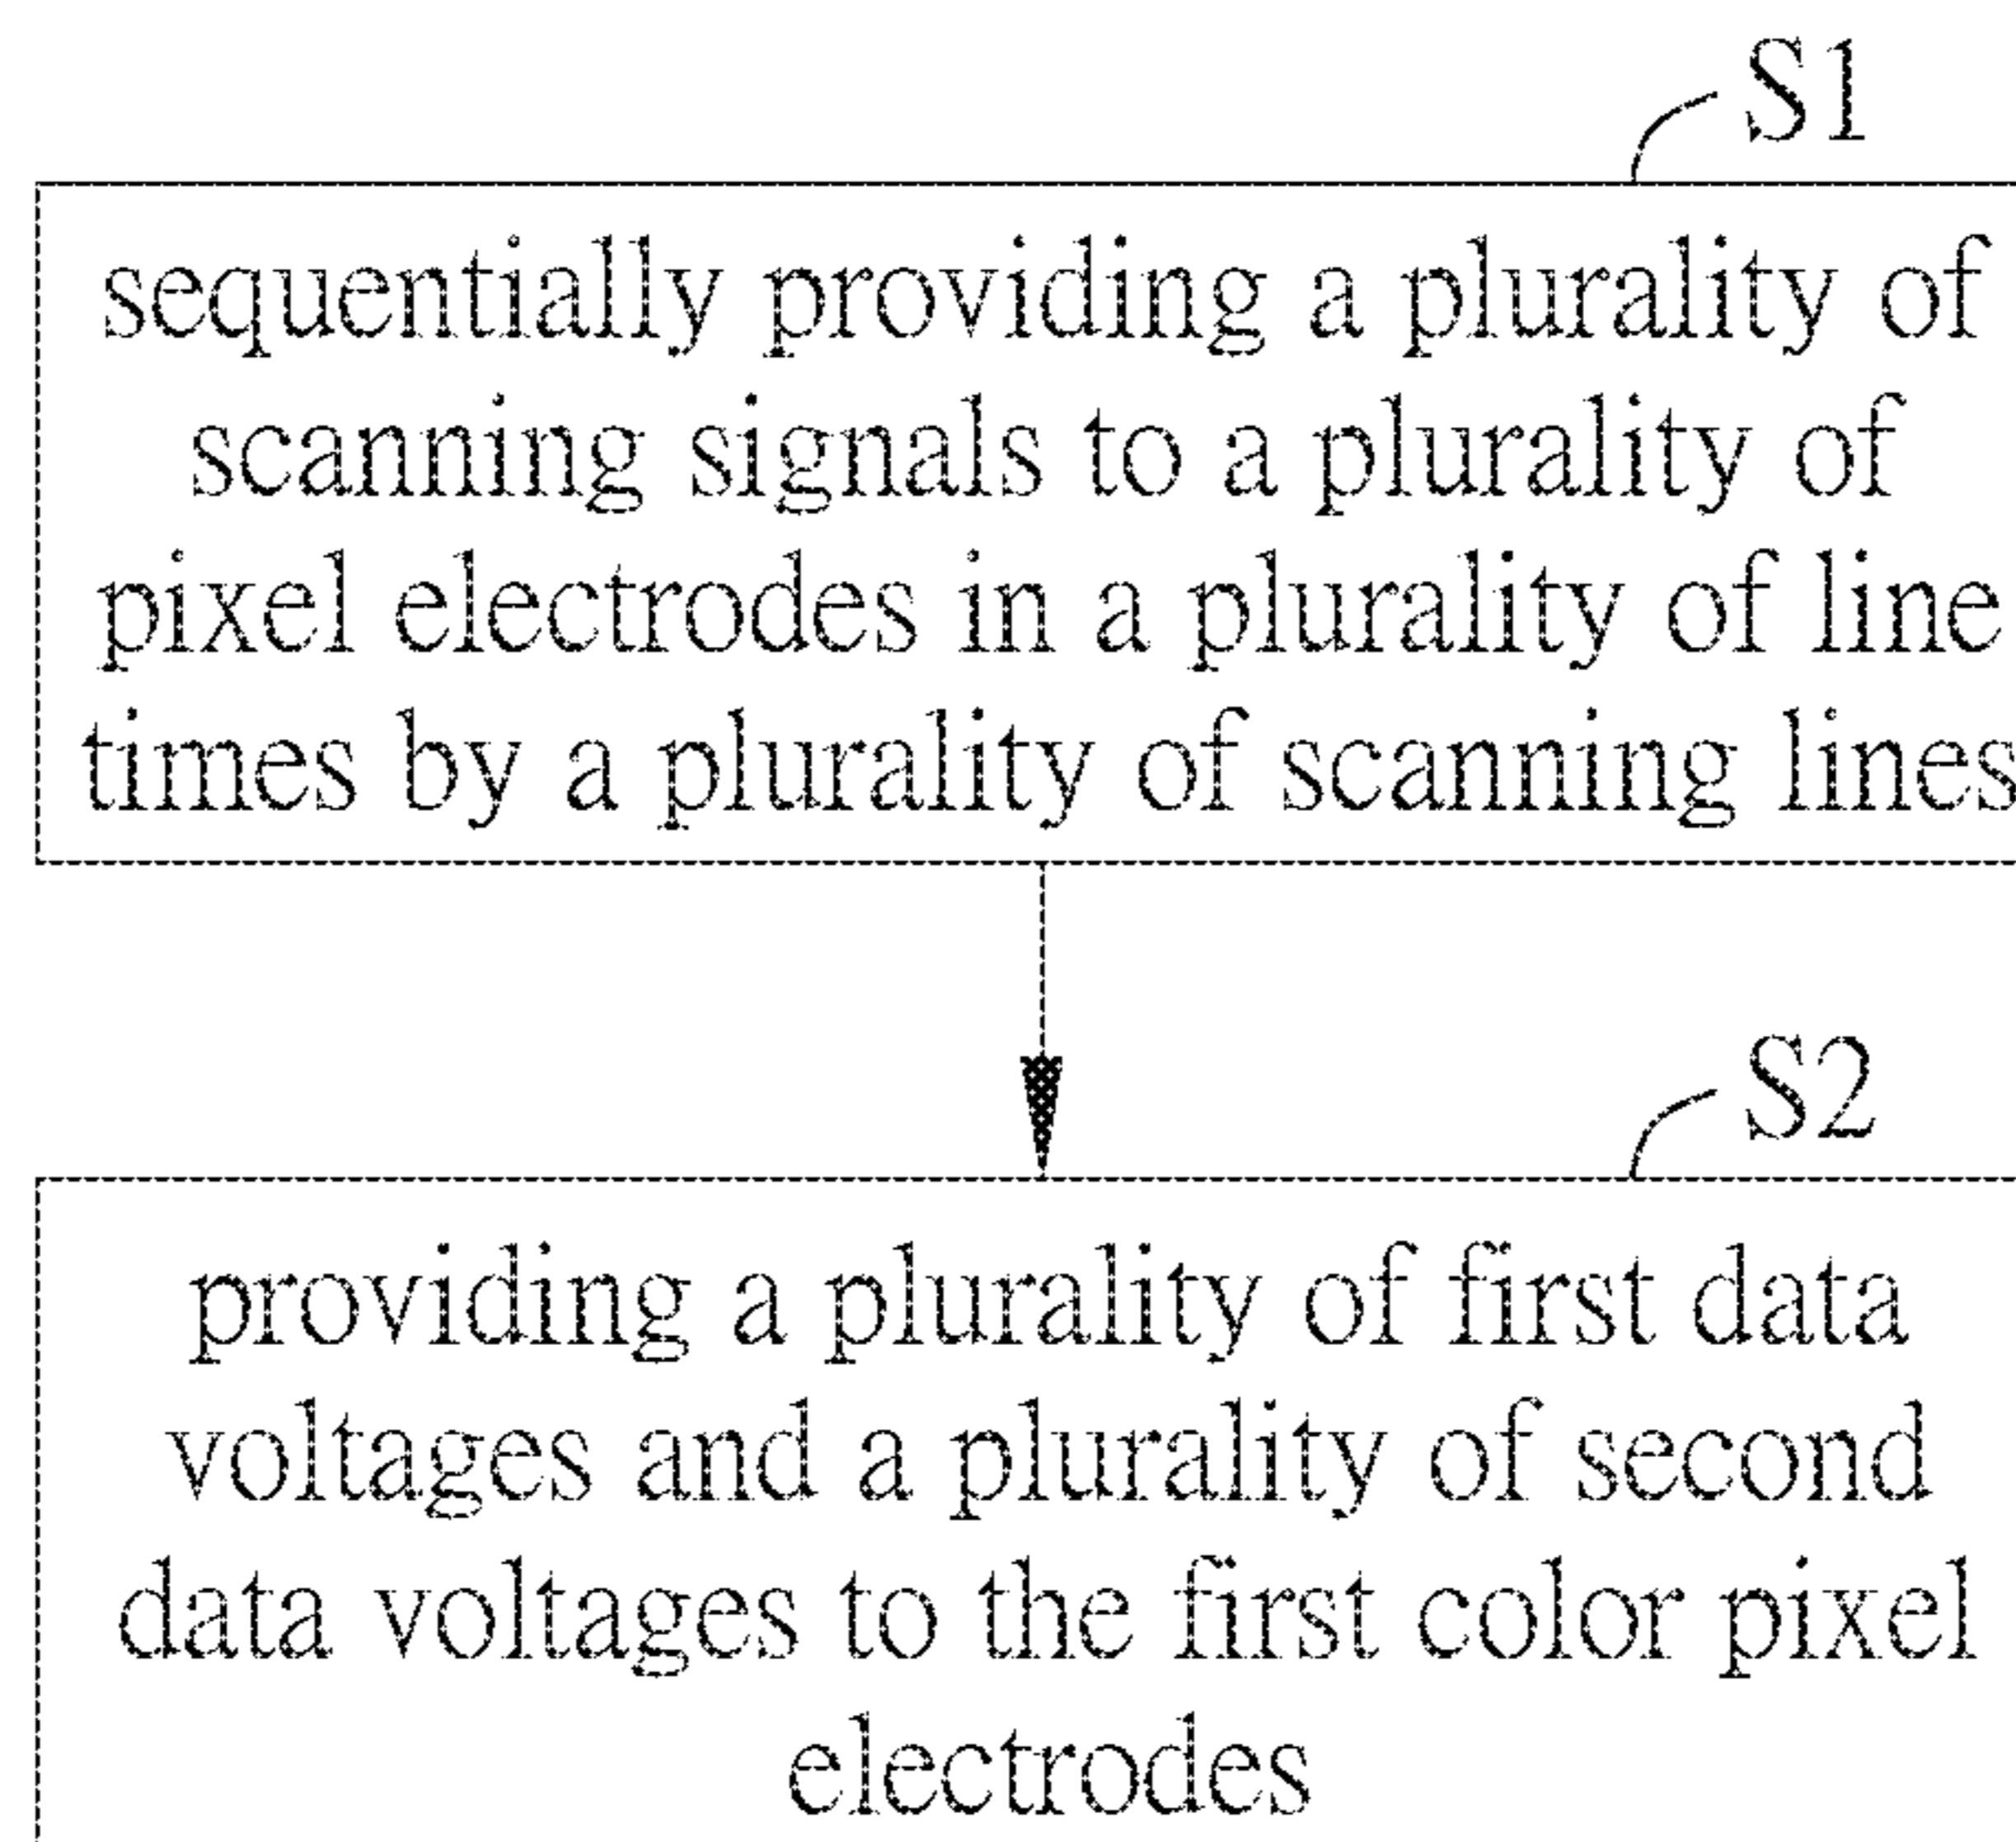 S1
sequentially providing a plurality of
scanning signals to a plurality of
pixel electrodes in a plurality of line
times by a plurality of scanning lines
S2
providing a plurality of first data
voltages and a plurality of second
data voltages to the first color pixel
electrodes